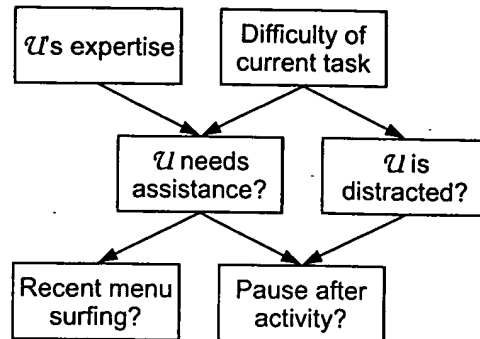 𝒰's expertise
Difficulty of
current task
𝒰 needs
assistance?
𝒰 is
distracted?
Recent menu
surfing?
Pause after
activity?